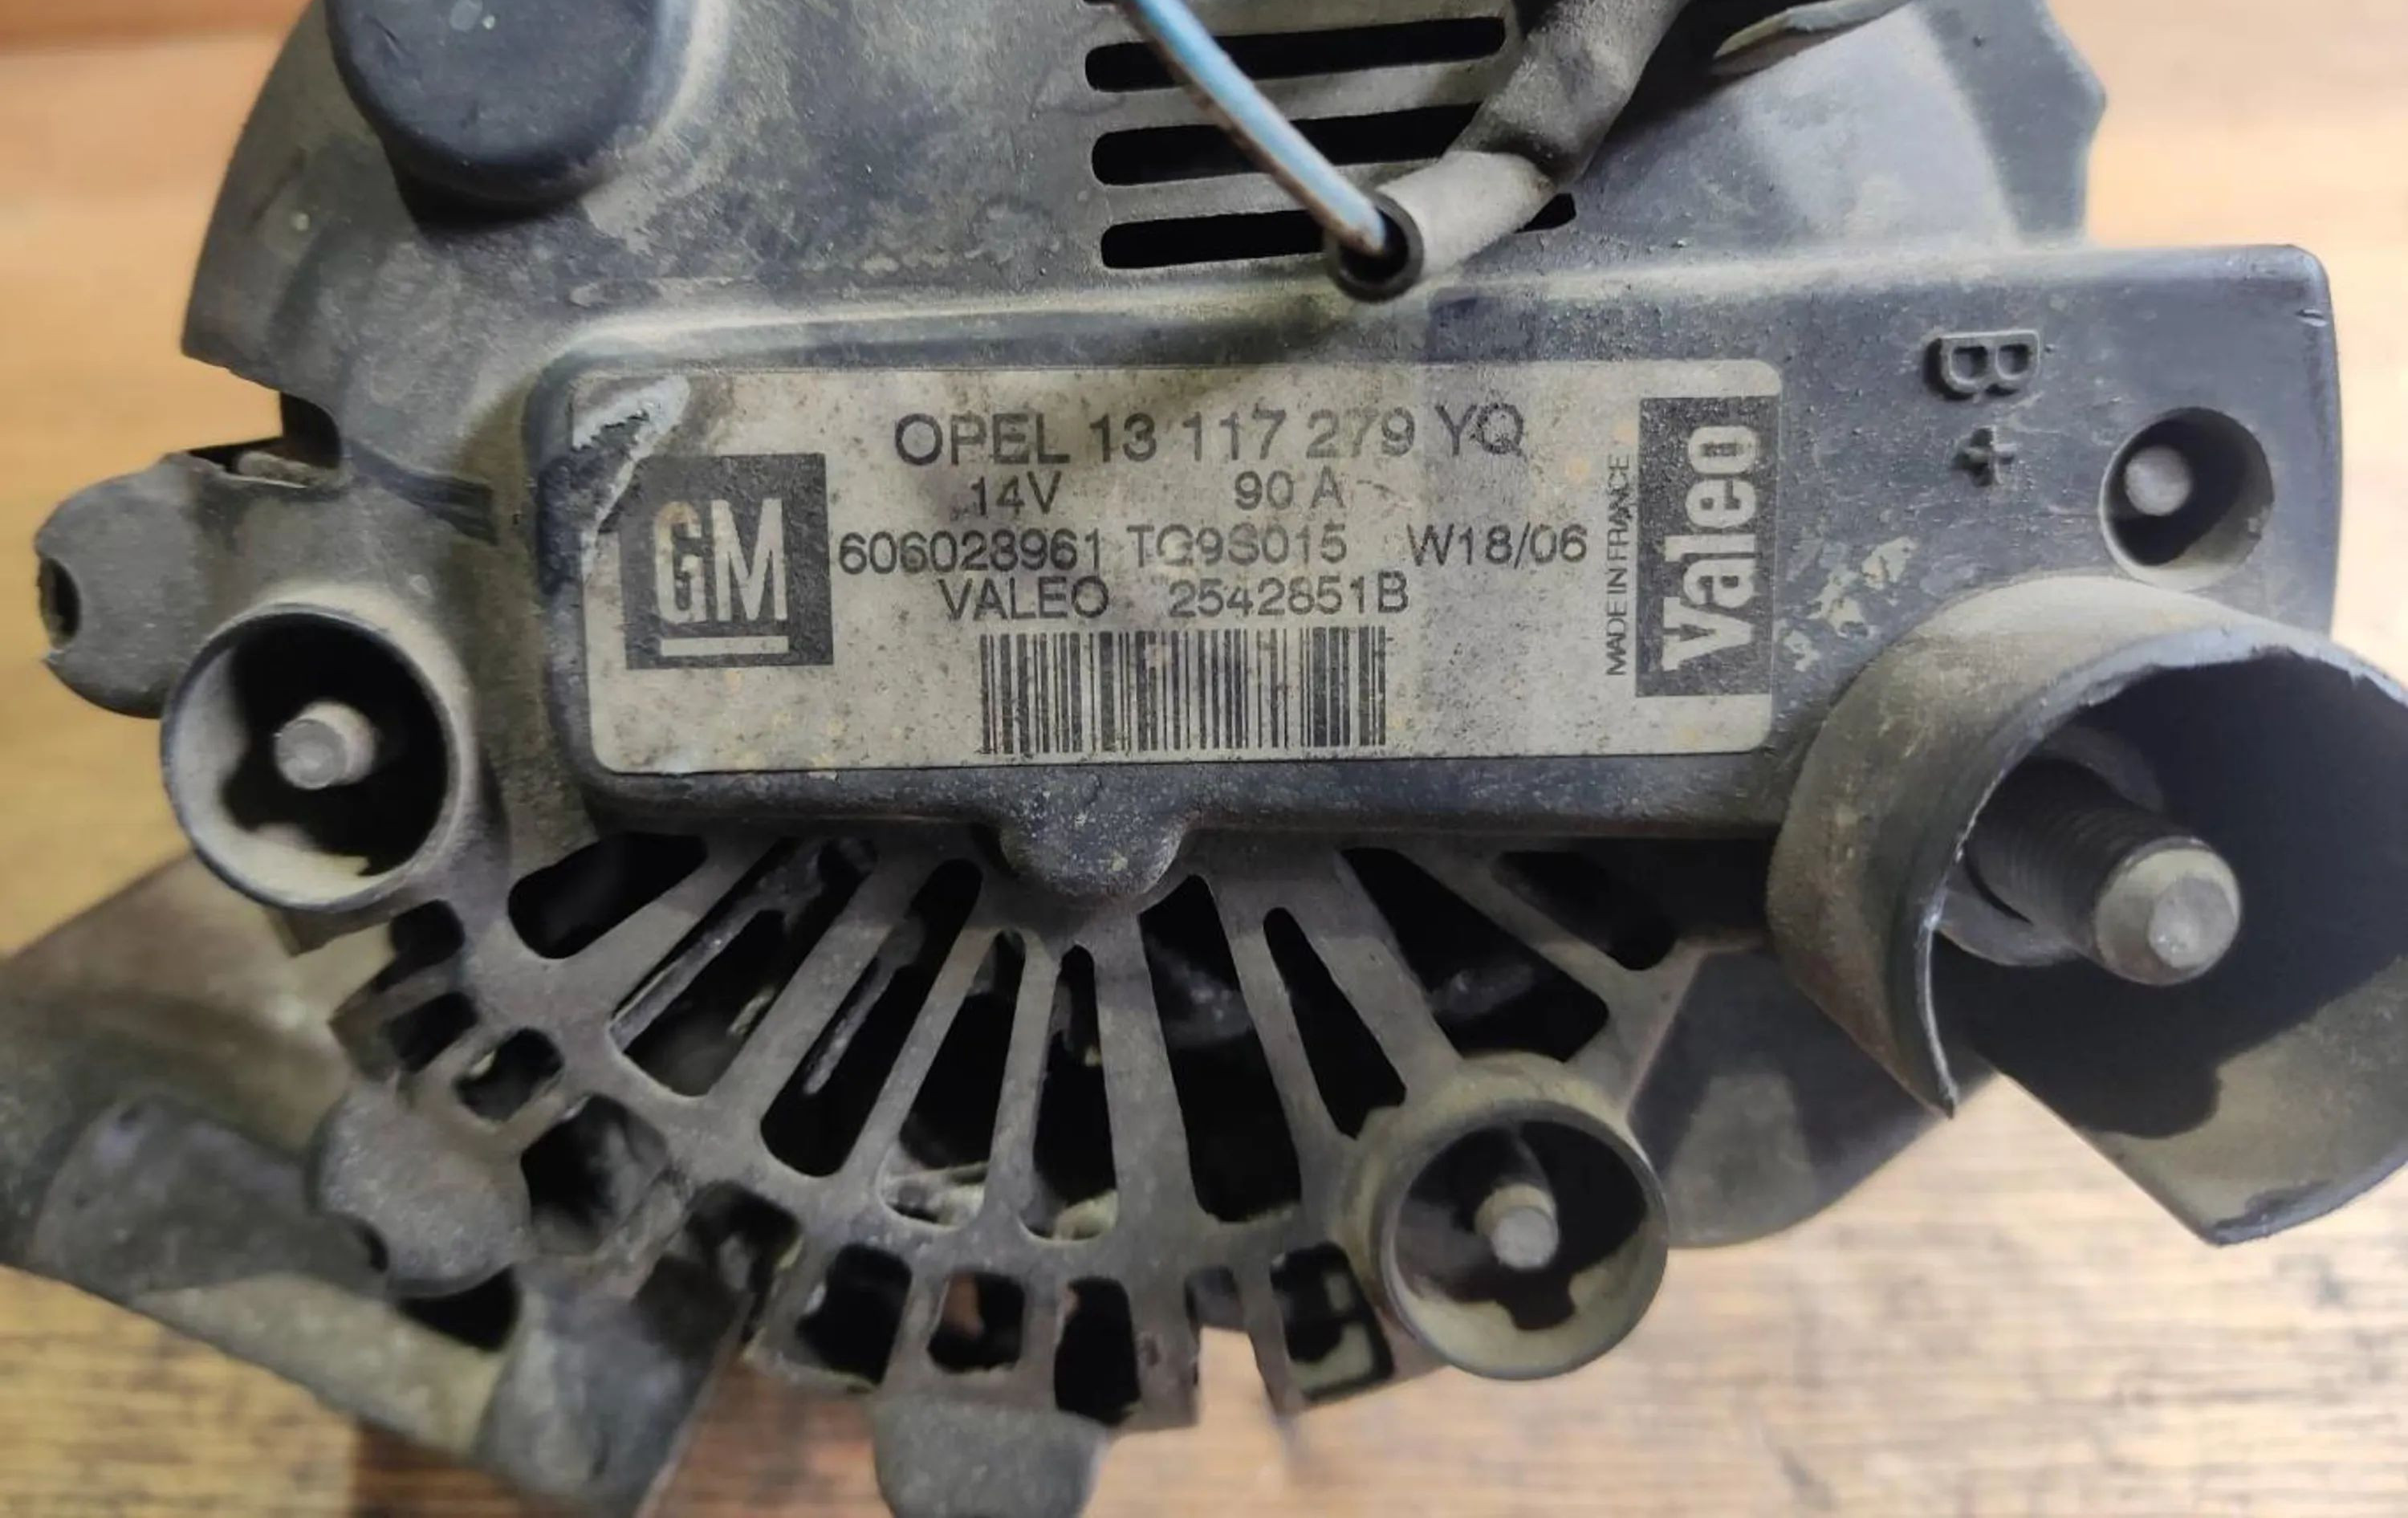 OPEL 13 117 279 YQ
14V 90 A
GM
606028961 TG9S015 W18/06
VALEO 2542851B
MADE IN FRANCE
Valeo
B+